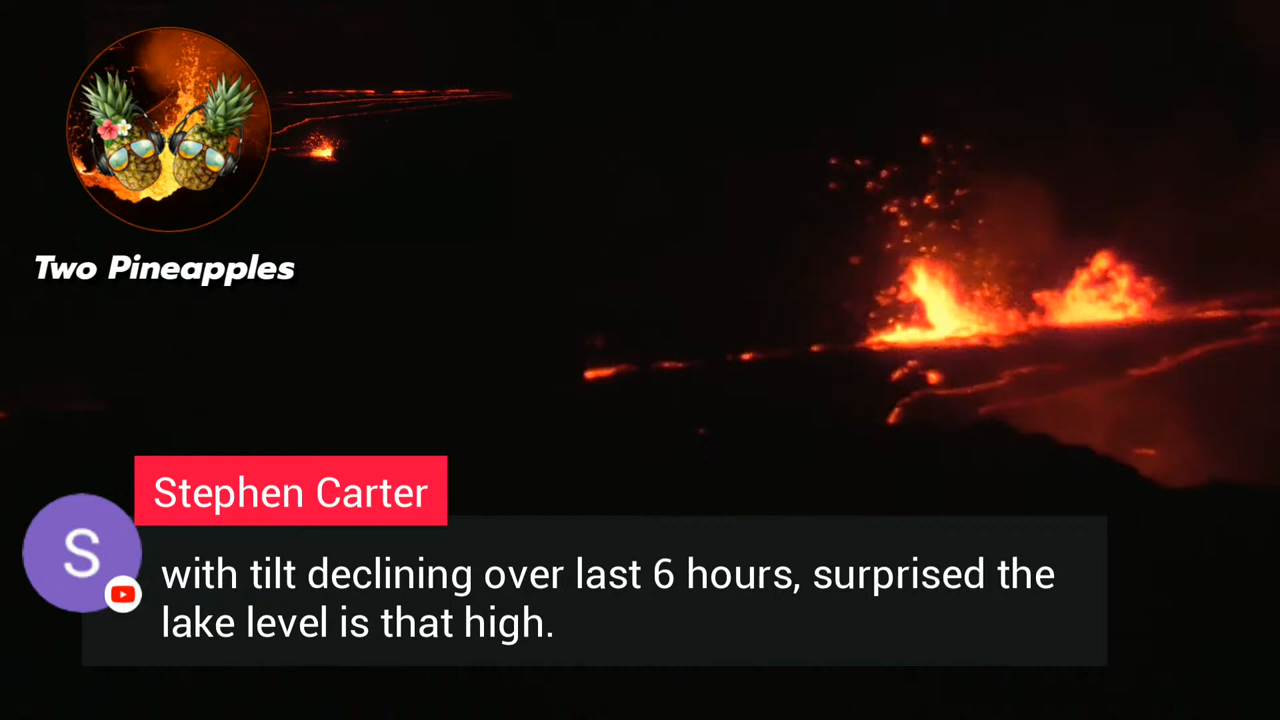 Two Pineapples
Stephen Carter
S
with tilt declining over last 6 hours, surprised the
lake level is that high.